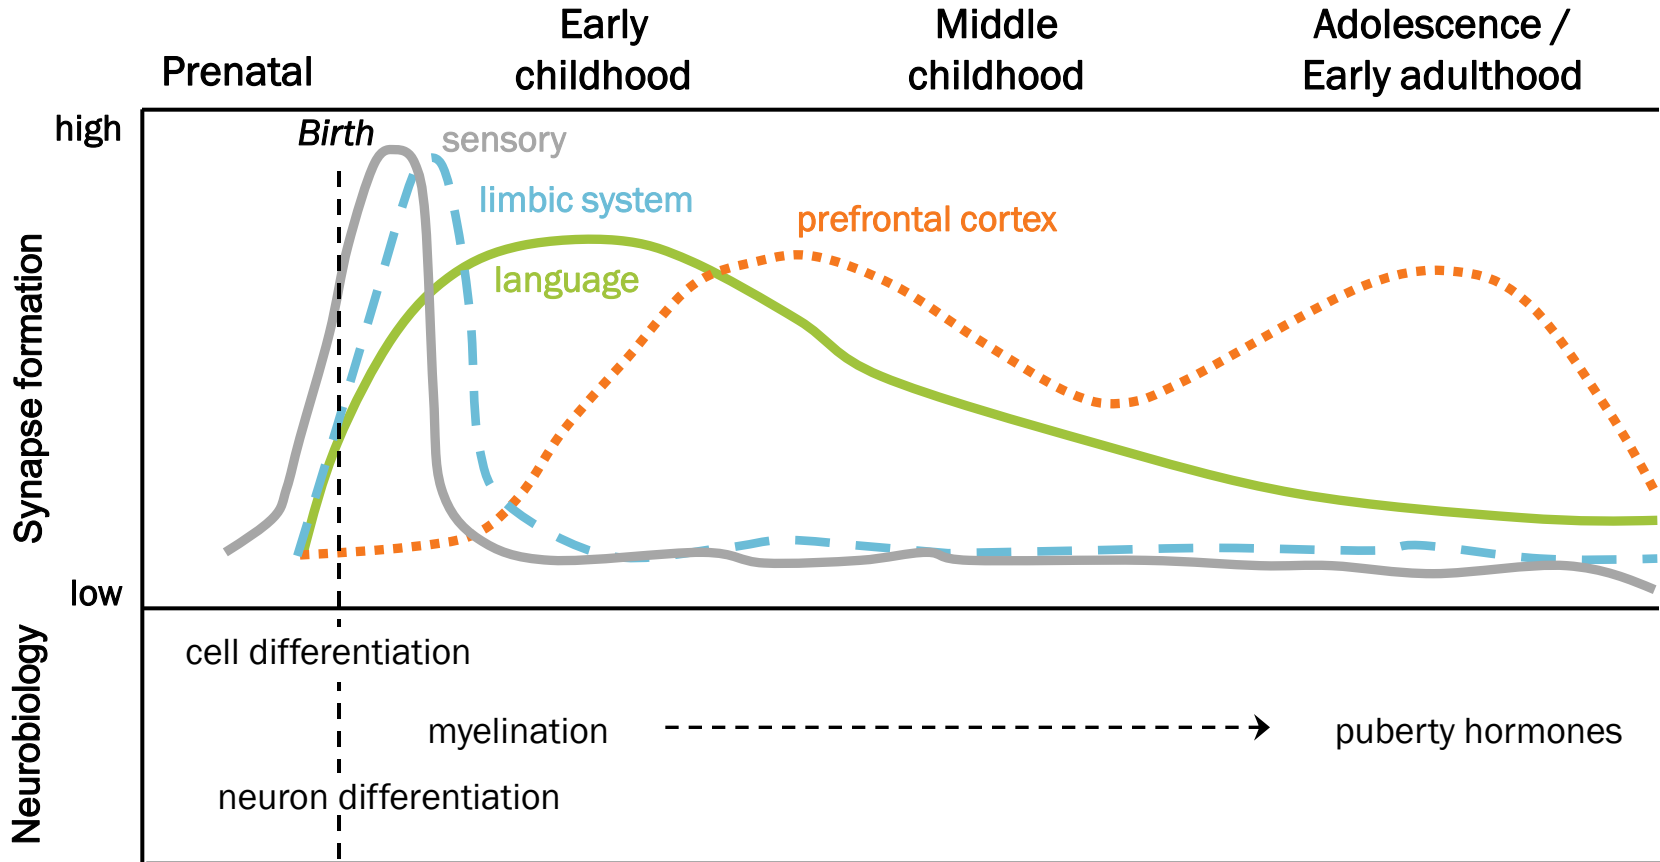 Prenatal
Early
childhood
Middle
childhood
Adolescence /
Early adulthood
high
Birth
sensory
limbic system
prefrontal cortex
language
Synapse formation
low
cell differentiation
myelination
puberty hormones
neuron differentiation
Neurobiology